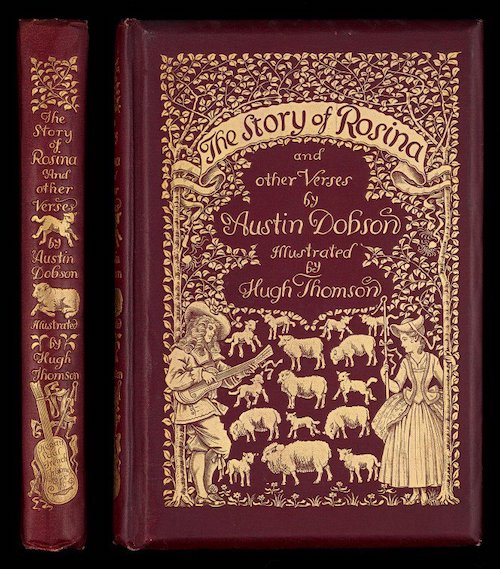 The
Story
of
Rosina
And
other
Verses
by
Austin
Dobson
Illustrated
by
Hugh
Thomson
The Story of Rosina
and
other Verses
by
Austin Dobson
Illustrated
by
Hugh Thomson